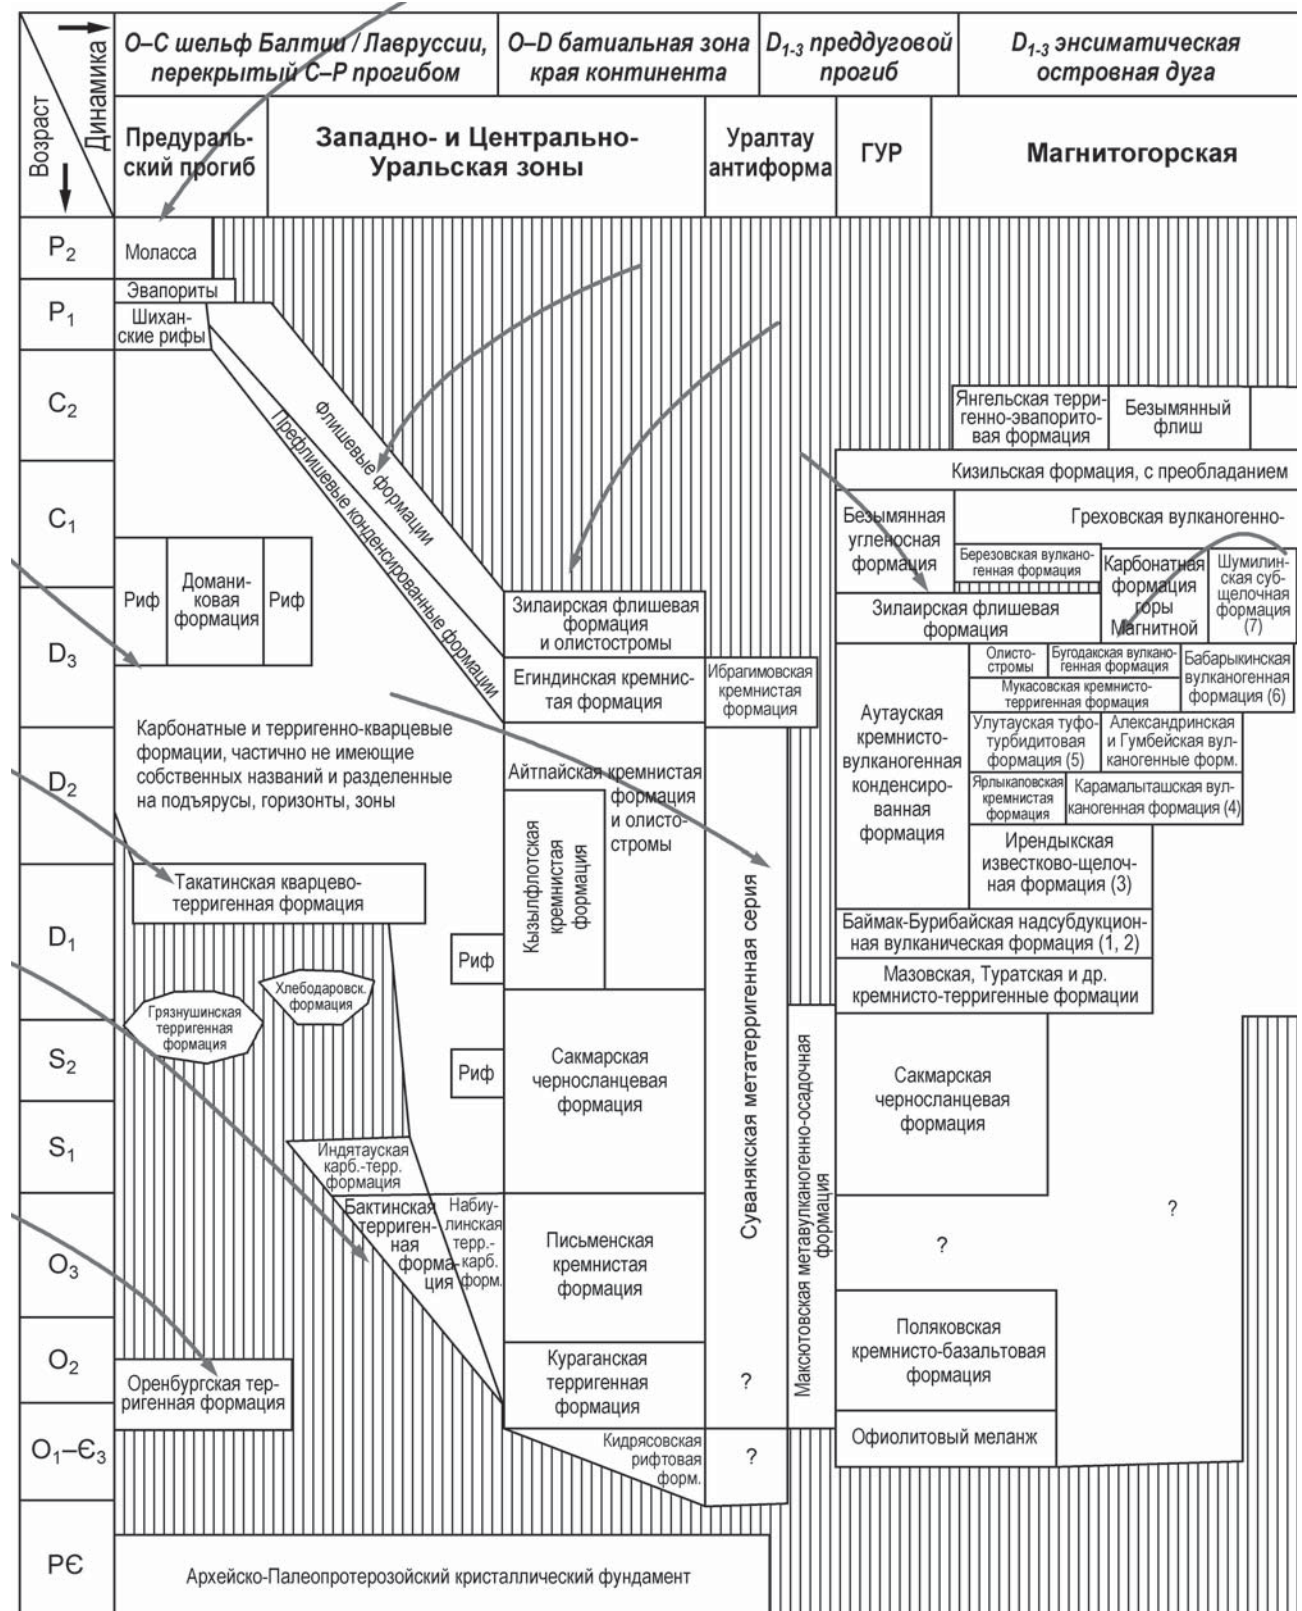 Возраст
Динамика
O–C шельф Балтии / Лавруссии,
перекрытый C–P прогибом
O–D батиальная зона
края континента
D₁₋₃ преддуговой
прогиб
D₁₋₃ энсиматическая
островная дуга
Предураль-
ский прогиб
Западно- и Центрально-
Уральская зоны
Уралтау
антиформа
ГУР
Магнитогорская
P₂
P₁
C₂
C₁
D₃
D₂
D₁
S₂
S₁
O₃
O₂
O₁–Є₃
PЄ
Моласса
Эвапориты
Шихан-
ские рифы
Флишевые формации
Префлишевые конденсированные формации
Риф
Домани-
ковая
формация
Риф
Карбонатные и терригенно-кварцевые
формации, частично не имеющие
собственных названий и разделенные
на подъярусы, горизонты, зоны
Такатинская кварцево-
терригенная формация
Грязнушинская
терригенная
формация
Хлебодаровск.
формация
Риф
Риф
Индятауская
карб.-терр.
формация
Бактинская
терриген-
ная
форма-
ция
Набиу-
линская
терр.-
карб.
форм.
Оренбургская тер-
ригенная формация
Архейско-Палеопротерозойский кристаллический фундамент
Зилаирская флишевая
формация
и олистостромы
Егиндинская кремнис-
тая формация
Айтпайская кремнистая
формация
и олисто-
стромы
Кызылфлотская
кремнистая
формация
Сакмарская
черносланцевая
формация
Письменская
кремнистая
формация
Кураганская
терригенная
формация
Кидрясовская
рифтовая
форм.
Ибрагимовская
кремнистая
формация
Суванякская метатерригенная серия
?
?
Максютовская метавулканогенно-осадочная
формация
Янгельская терри-
генно-эвапорито-
вая формация
Безымянный
флиш
Кизильская формация, с преобладанием
Безымянная
угленосная
формация
Греховская вулканогенно-
Березовская вулкано-
генная формация
Карбонатная
формация
горы
Магнитной
Шумилин-
ская суб-
щелочная
формация
(7)
Зилаирская флишевая
формация
Аутауская
кремнисто-
вулканогенная
конденсиро-
ванная
формация
Олисто-
стромы
Бугодакская вулкано-
генная формация
Бабарыкинская
вулканогенная
формация (6)
Мукасовская кремнисто-
терригенная формация
Улутауская туфо-
турбидитовая
формация (5)
Александринская
и Гумбейская вул-
каногенные форм.
Ярлыкаповская
кремнистая
формация
Карамалыташская вул-
каногенная формация (4)
Ирендыкская
известково-щелоч-
ная формация (3)
Баймак-Бурибайская надсубдукцион-
ная вулканическая формация (1, 2)
Мазовская, Туратская и др.
кремнисто-терригенные формации
Сакмарская
черносланцевая
формация
?
?
Поляковская
кремнисто-базальтовая
формация
Офиолитовый меланж